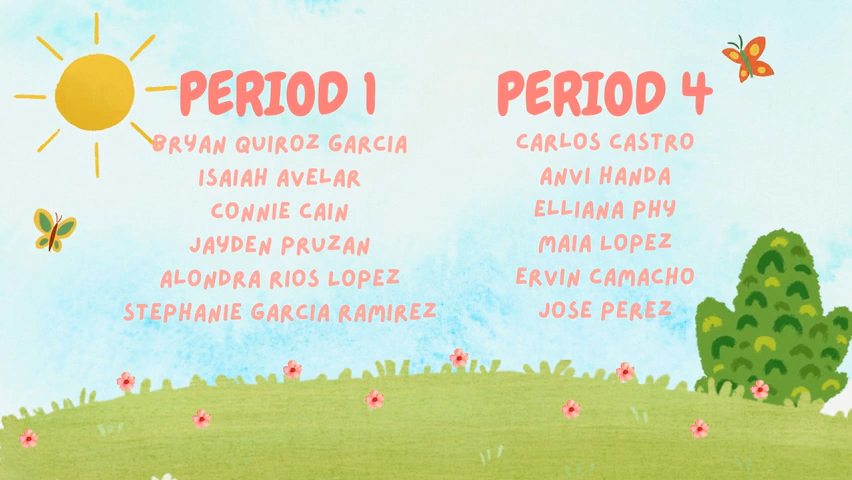 PERIOD 1
BRYAN QUIROZ GARCIA
ISAIAH AVELAR
CONNIE CAIN
JAYDEN PRUZAN
ALONDRA RIOS LOPEZ
STEPHANIE GARCIA RAMIREZ
PERIOD 4
CARLOS CASTRO
ANVI HANDA
ELLIANA PHY
MAIA LOPEZ
ERVIN CAMACHO
JOSE PEREZ